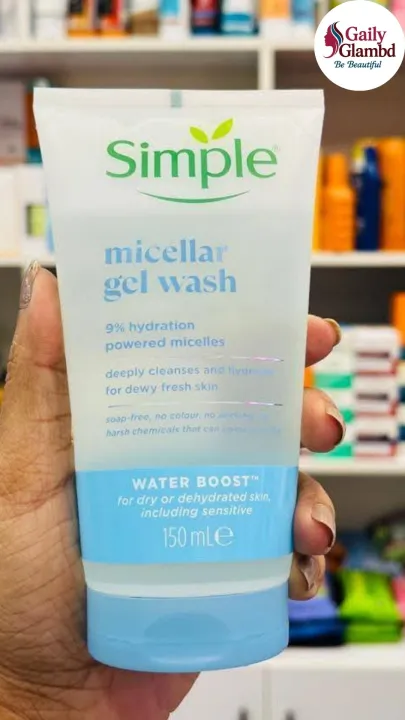 Gaily
Glambd
Be Beautiful
Simple
micellar
gel wash
9% hydration
powered micelles
deeply cleanses and
for dewy fresh skin
soap-free, no colour, no
harsh chemicals that can
WATER BOOST™
for dry or dehydrated skin,
including sensitive
150 mL℮